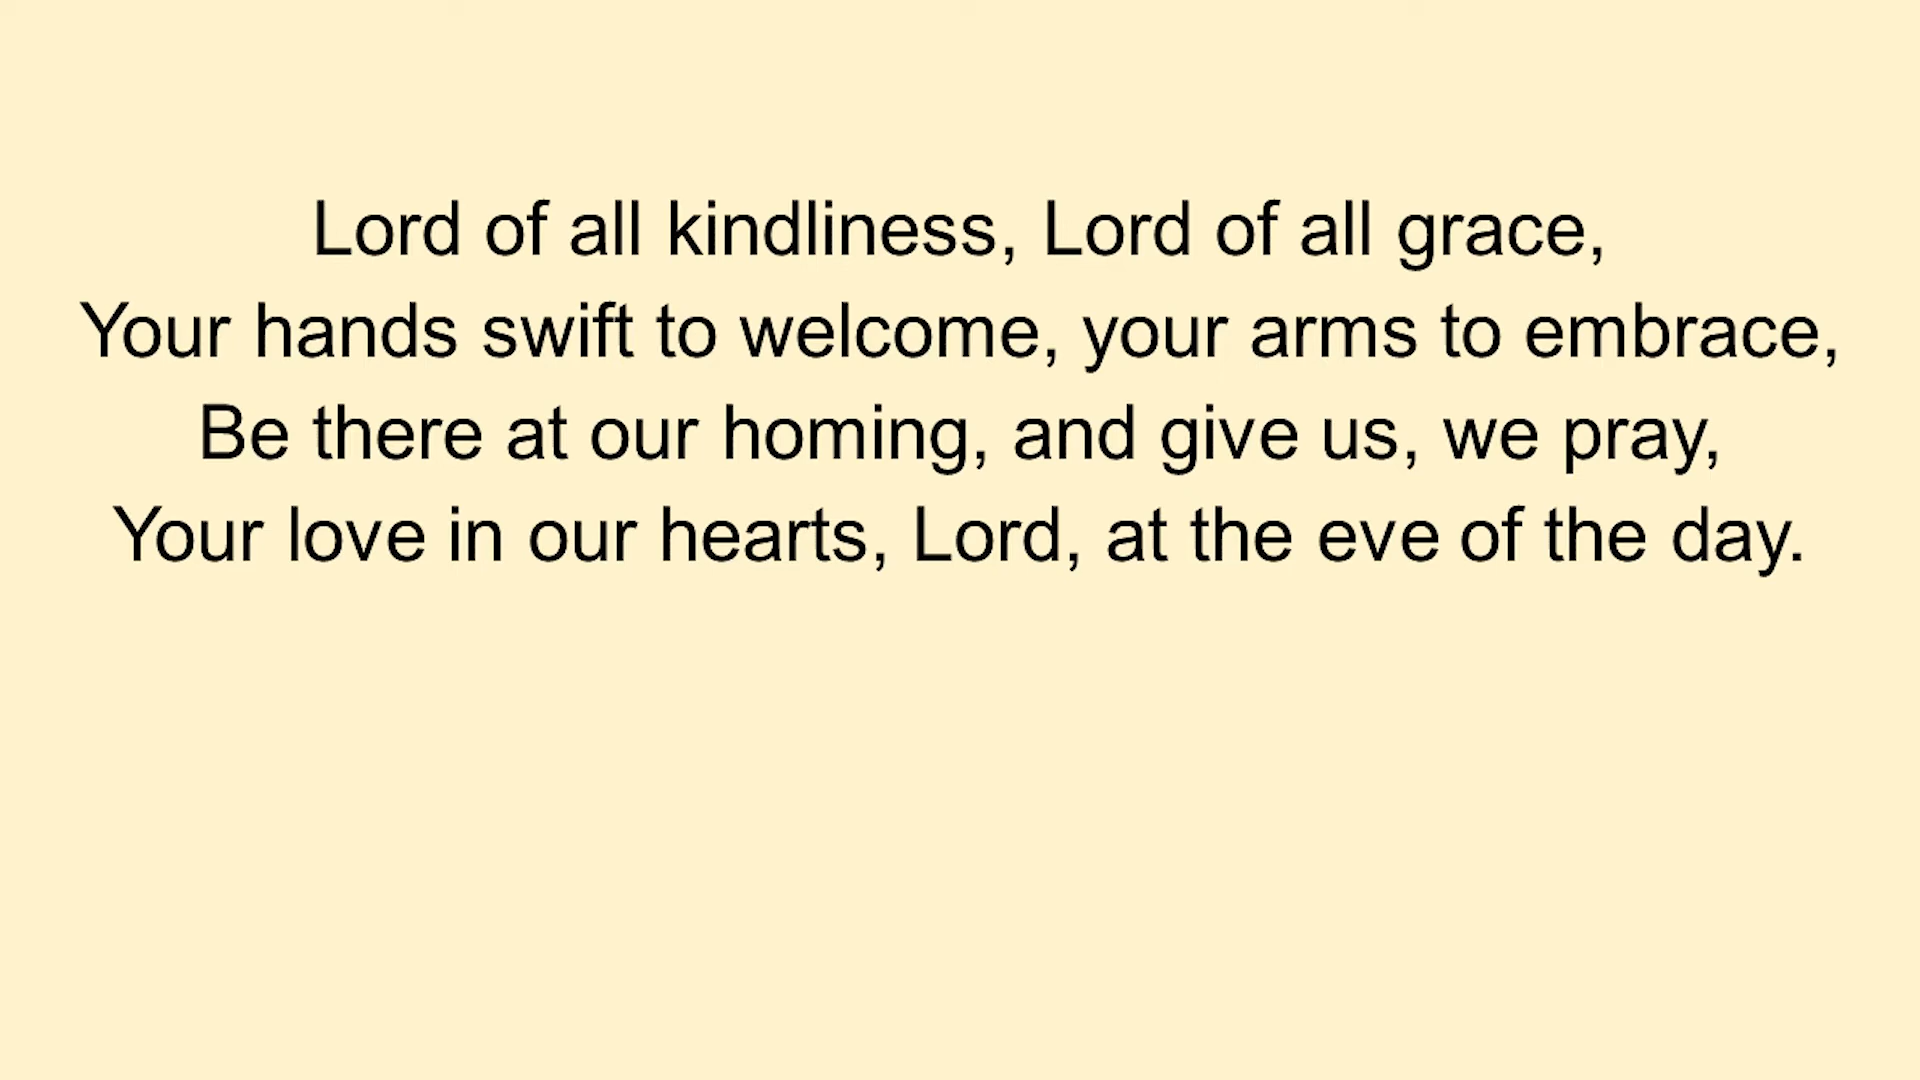 Lord of all kindliness, Lord of all grace,
Your hands swift to welcome, your arms to embrace,
Be there at our homing, and give us, we pray,
Your love in our hearts, Lord, at the eve of the day.